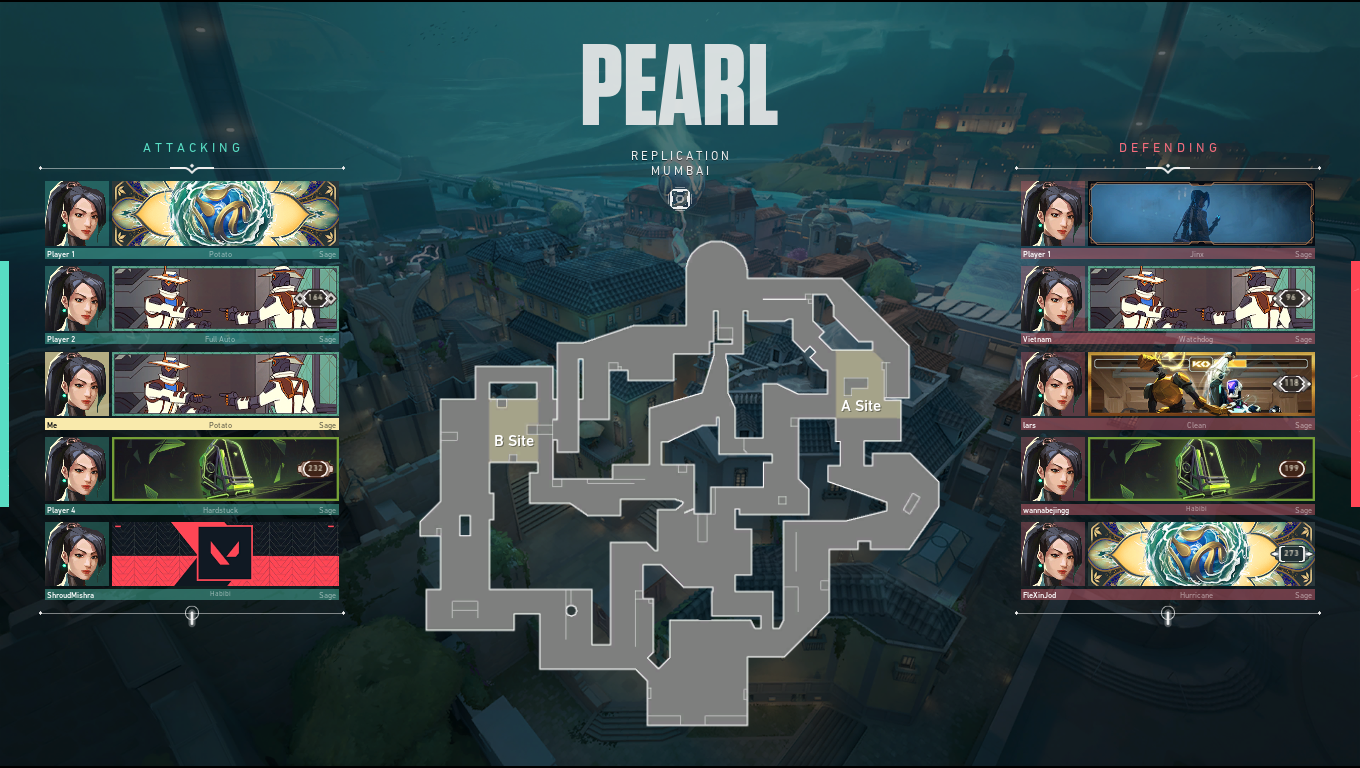 PEARL
REPLICATION
MUMBAI
ATTACKING
Player 1 Potato Sage
164
Player 2 Full Auto Sage
Me Potato Sage
232
Player 4 Hardstuck Sage
ShroudMishra Habibi Sage
A Site
B Site
DEFENDING
Player 1 Jinx Sage
96
Vietnam Watchdog Sage
KO
118
lars Clean Sage
199
wannabejingg Habibi Sage
273
FleXinJod Hurricane Sage